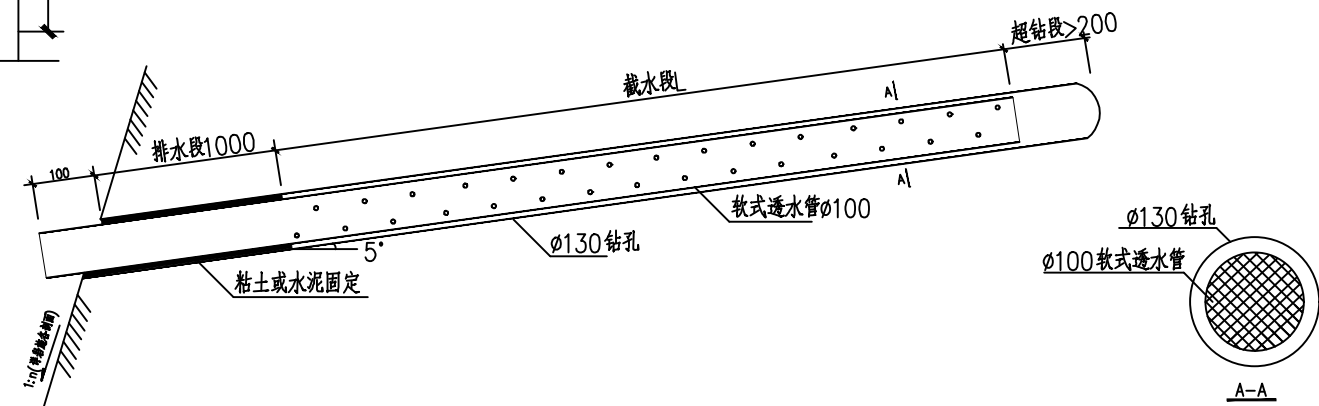 超钻段>200
截水段L
A
排水段1000
100
A
软式透水管ø100
ø130钻孔
5°
粘土或水泥固定
ø130钻孔
ø100软式透水管
A-A